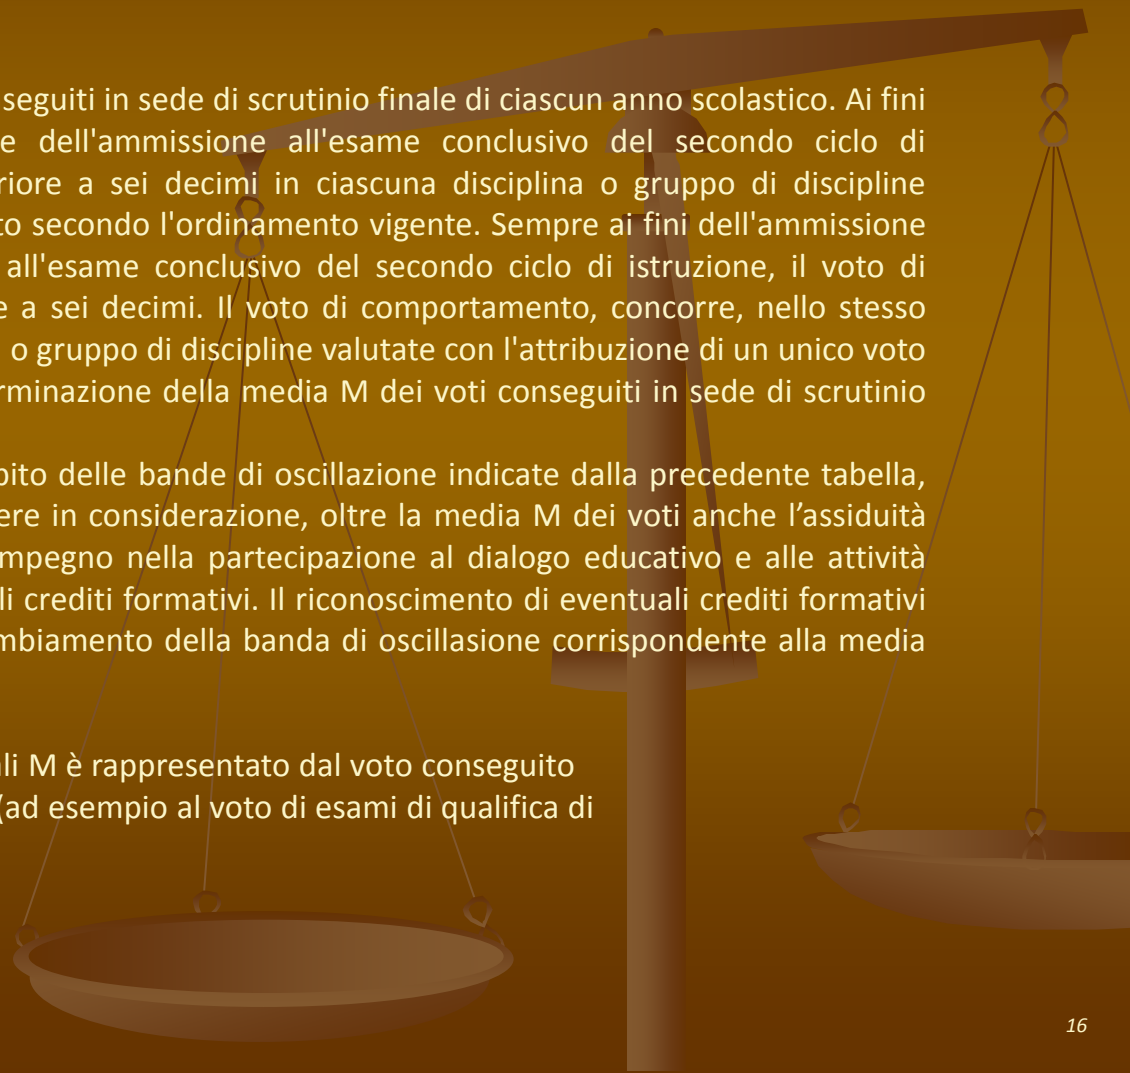 seguiti in sede di scrutinio finale di ciascun anno scolastico. Ai fini
e dell'ammissione all'esame conclusivo del secondo ciclo di
riore a sei decimi in ciascuna disciplina o gruppo di discipline
to secondo l'ordinamento vigente. Sempre ai fini dell'ammissione
all'esame conclusivo del secondo ciclo di istruzione, il voto di
e a sei decimi. Il voto di comportamento, concorre, nello stesso
o gruppo di discipline valutate con l'attribuzione di un unico voto
rminazione della media M dei voti conseguiti in sede di scrutinio
bito delle bande di oscillazione indicate dalla precedente tabella,
ere in considerazione, oltre la media M dei voti anche l’assiduità
mpegno nella partecipazione al dialogo educativo e alle attività
li crediti formativi. Il riconoscimento di eventuali crediti formativi
mbiamento della banda di oscillasione corrispondente alla media
ali M è rappresentato dal voto conseguito
(ad esempio al voto di esami di qualifica di
16